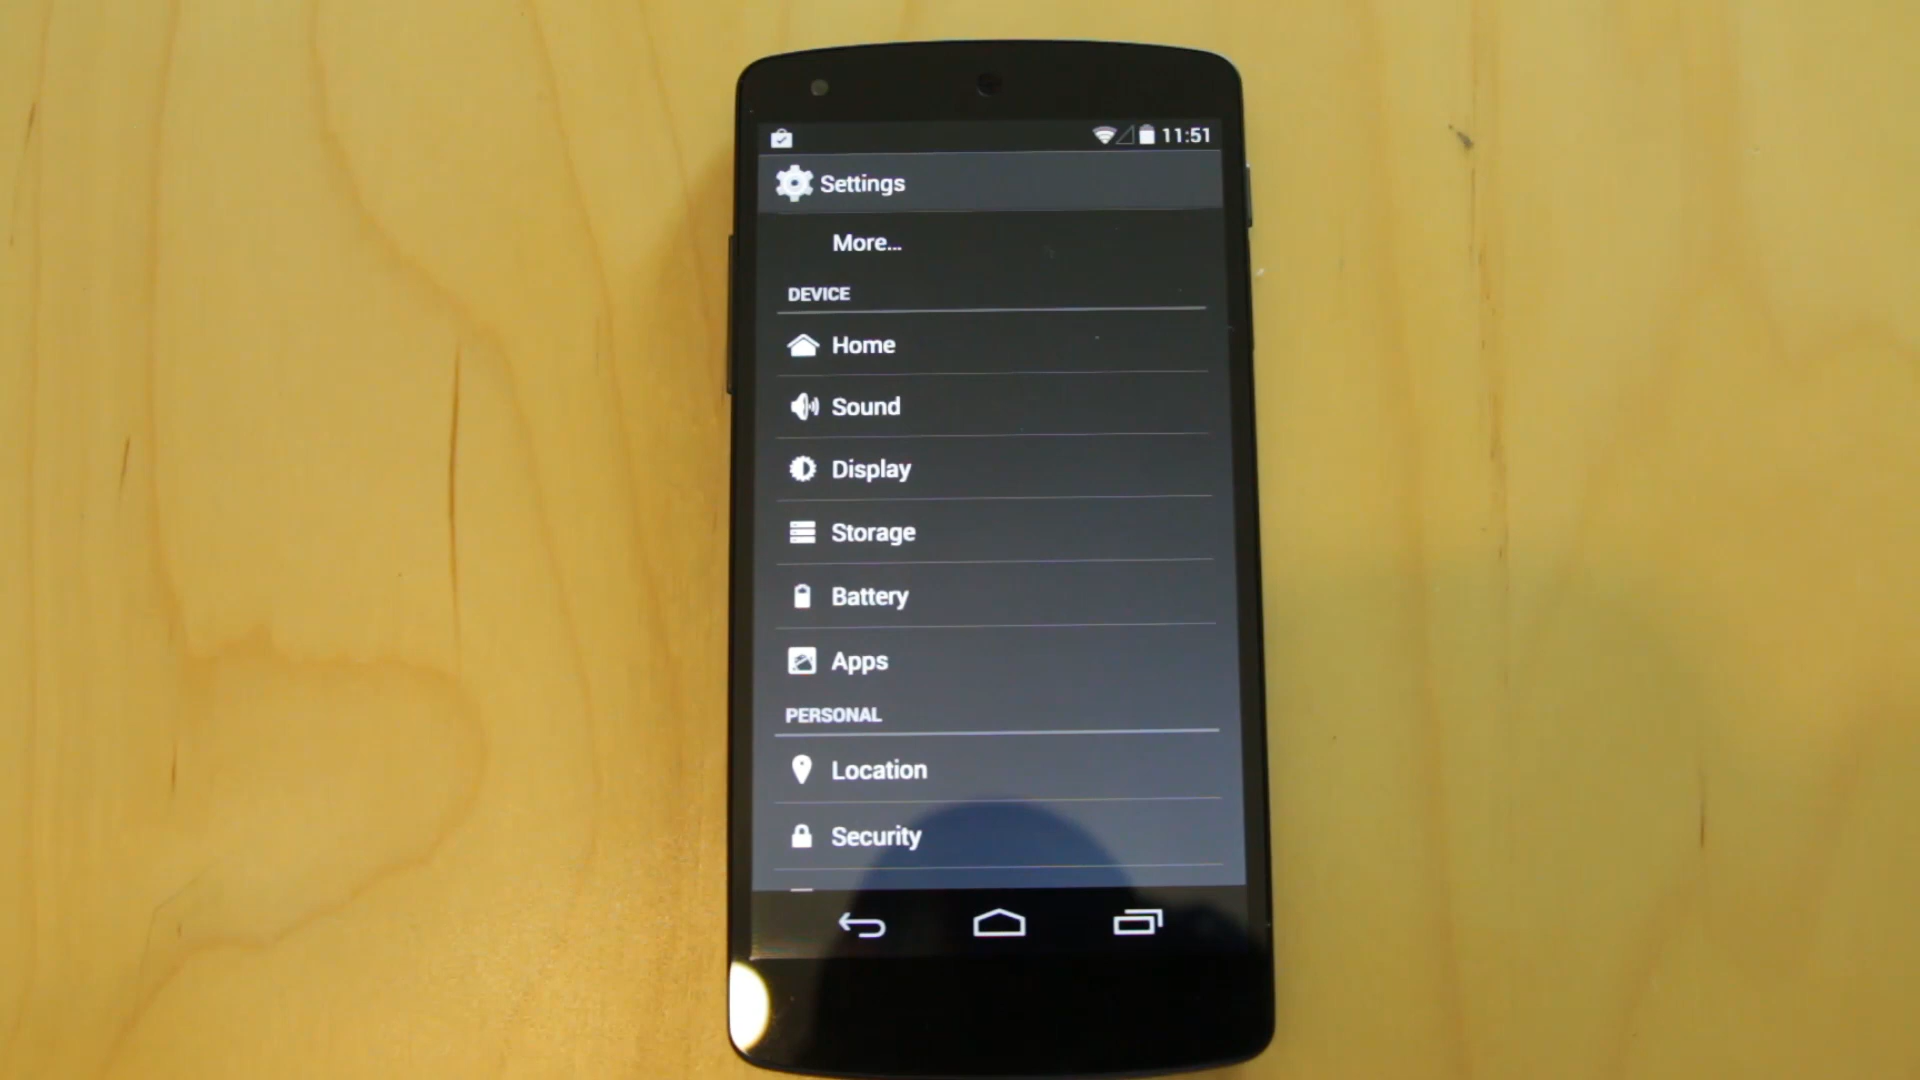 11:51
Settings
More...
DEVICE
Home
Sound
Display
Storage
Battery
Apps
PERSONAL
Location
Security